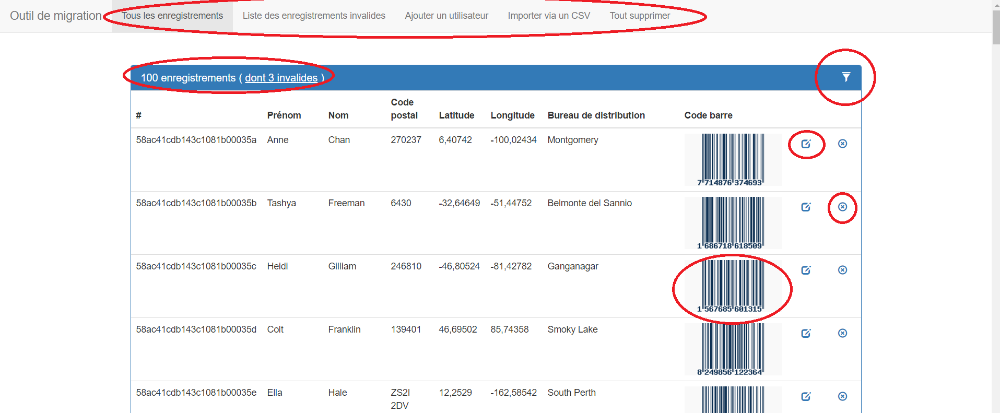 Outil de migration Tous les enregistrements Liste des enregistrements invalides Ajouter un utilisateur Importer via un CSV Tout supprimer
100 enregistrements ( dont 3 invalides )
# Prénom Nom Code postal Latitude Longitude Bureau de distribution Code barre
58ac41cdb143c1081b00035a Anne Chan 270237 6,40742 -100,02434 Montgomery
7 714876 374693
58ac41cdb143c1081b00035b Tashya Freeman 6430 -32,64649 -51,44752 Belmonte del Sannio
1 686718 618509
58ac41cdb143c1081b00035c Heidi Gilliam 246810 -46,80524 -81,42782 Ganganagar
1 567685 601315
58ac41cdb143c1081b00035d Colt Franklin 139401 46,69502 85,74358 Smoky Lake
8 249856 122364
58ac41cdb143c1081b00035e Ella Hale ZS2I 2DV 12,2529 -162,58542 South Perth